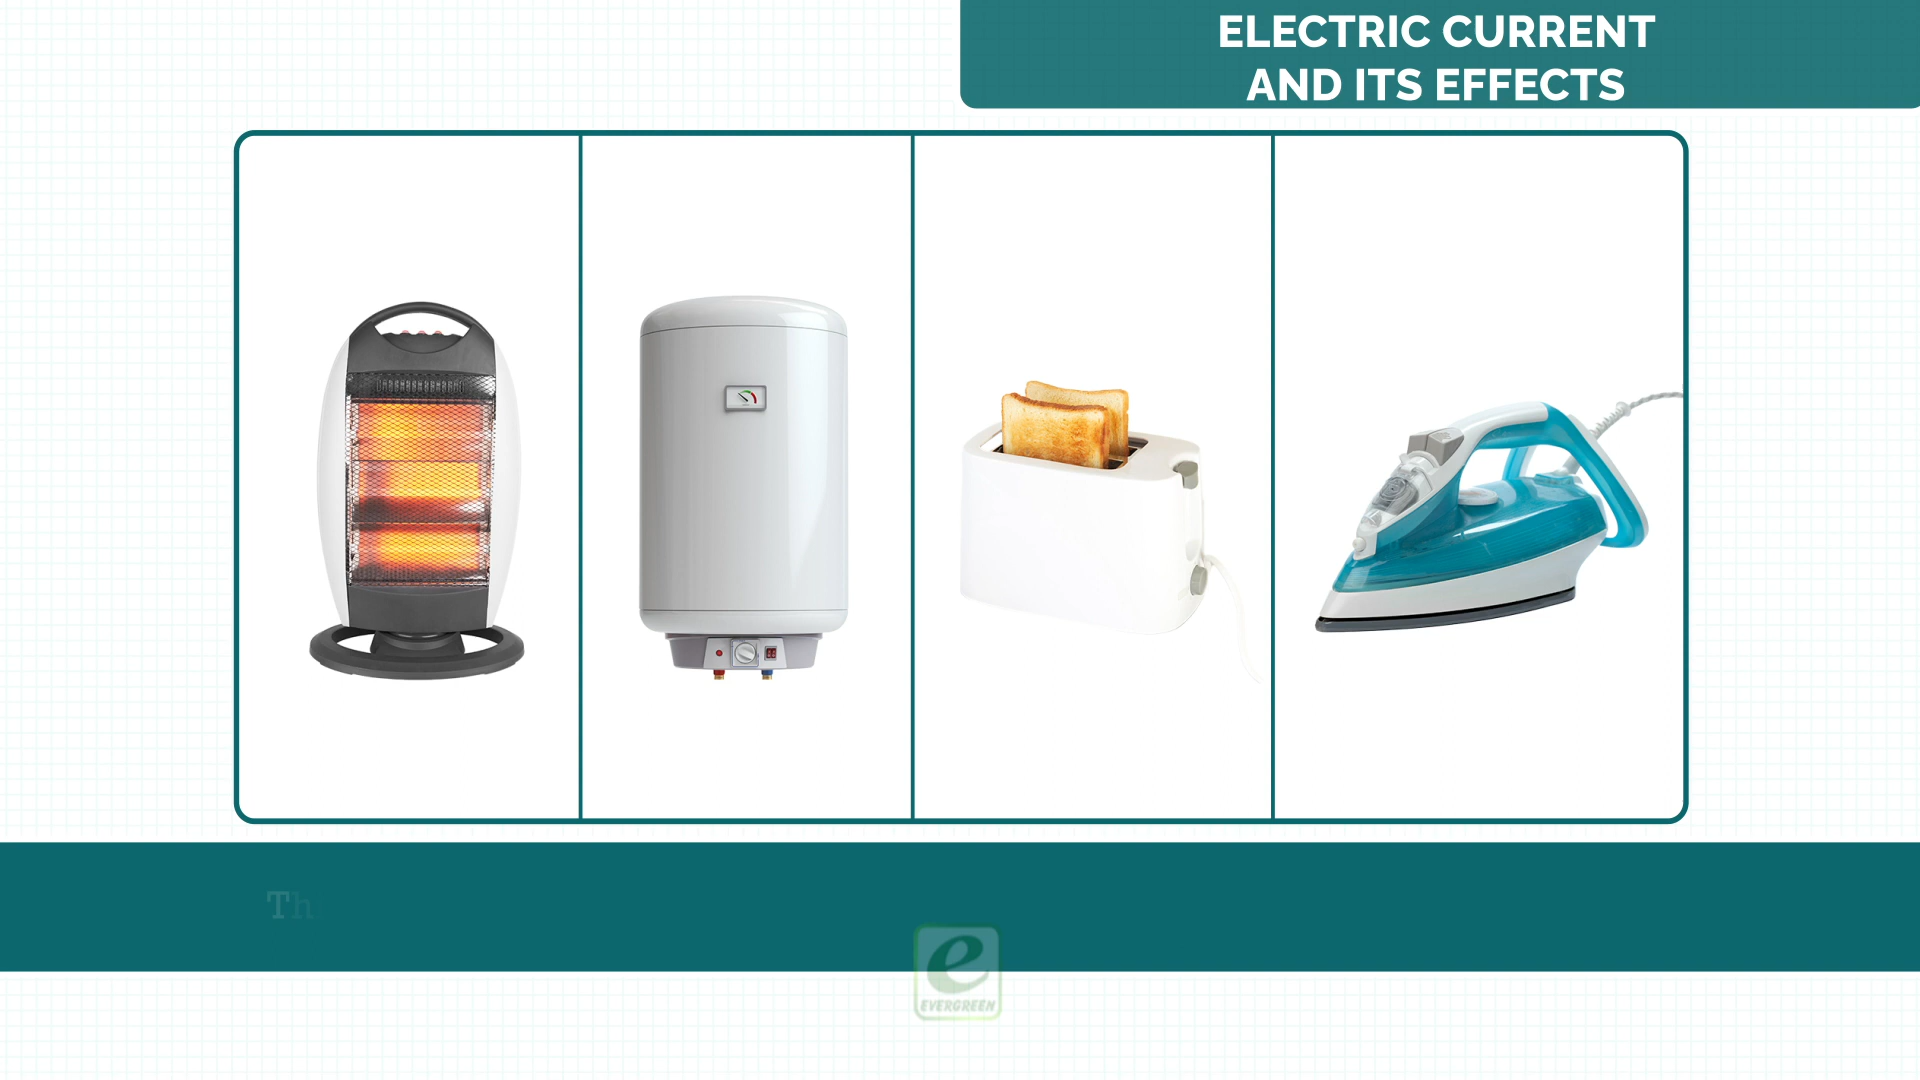 ELECTRIC CURRENT
AND ITS EFFECTS
Th
e
EVERGREEN